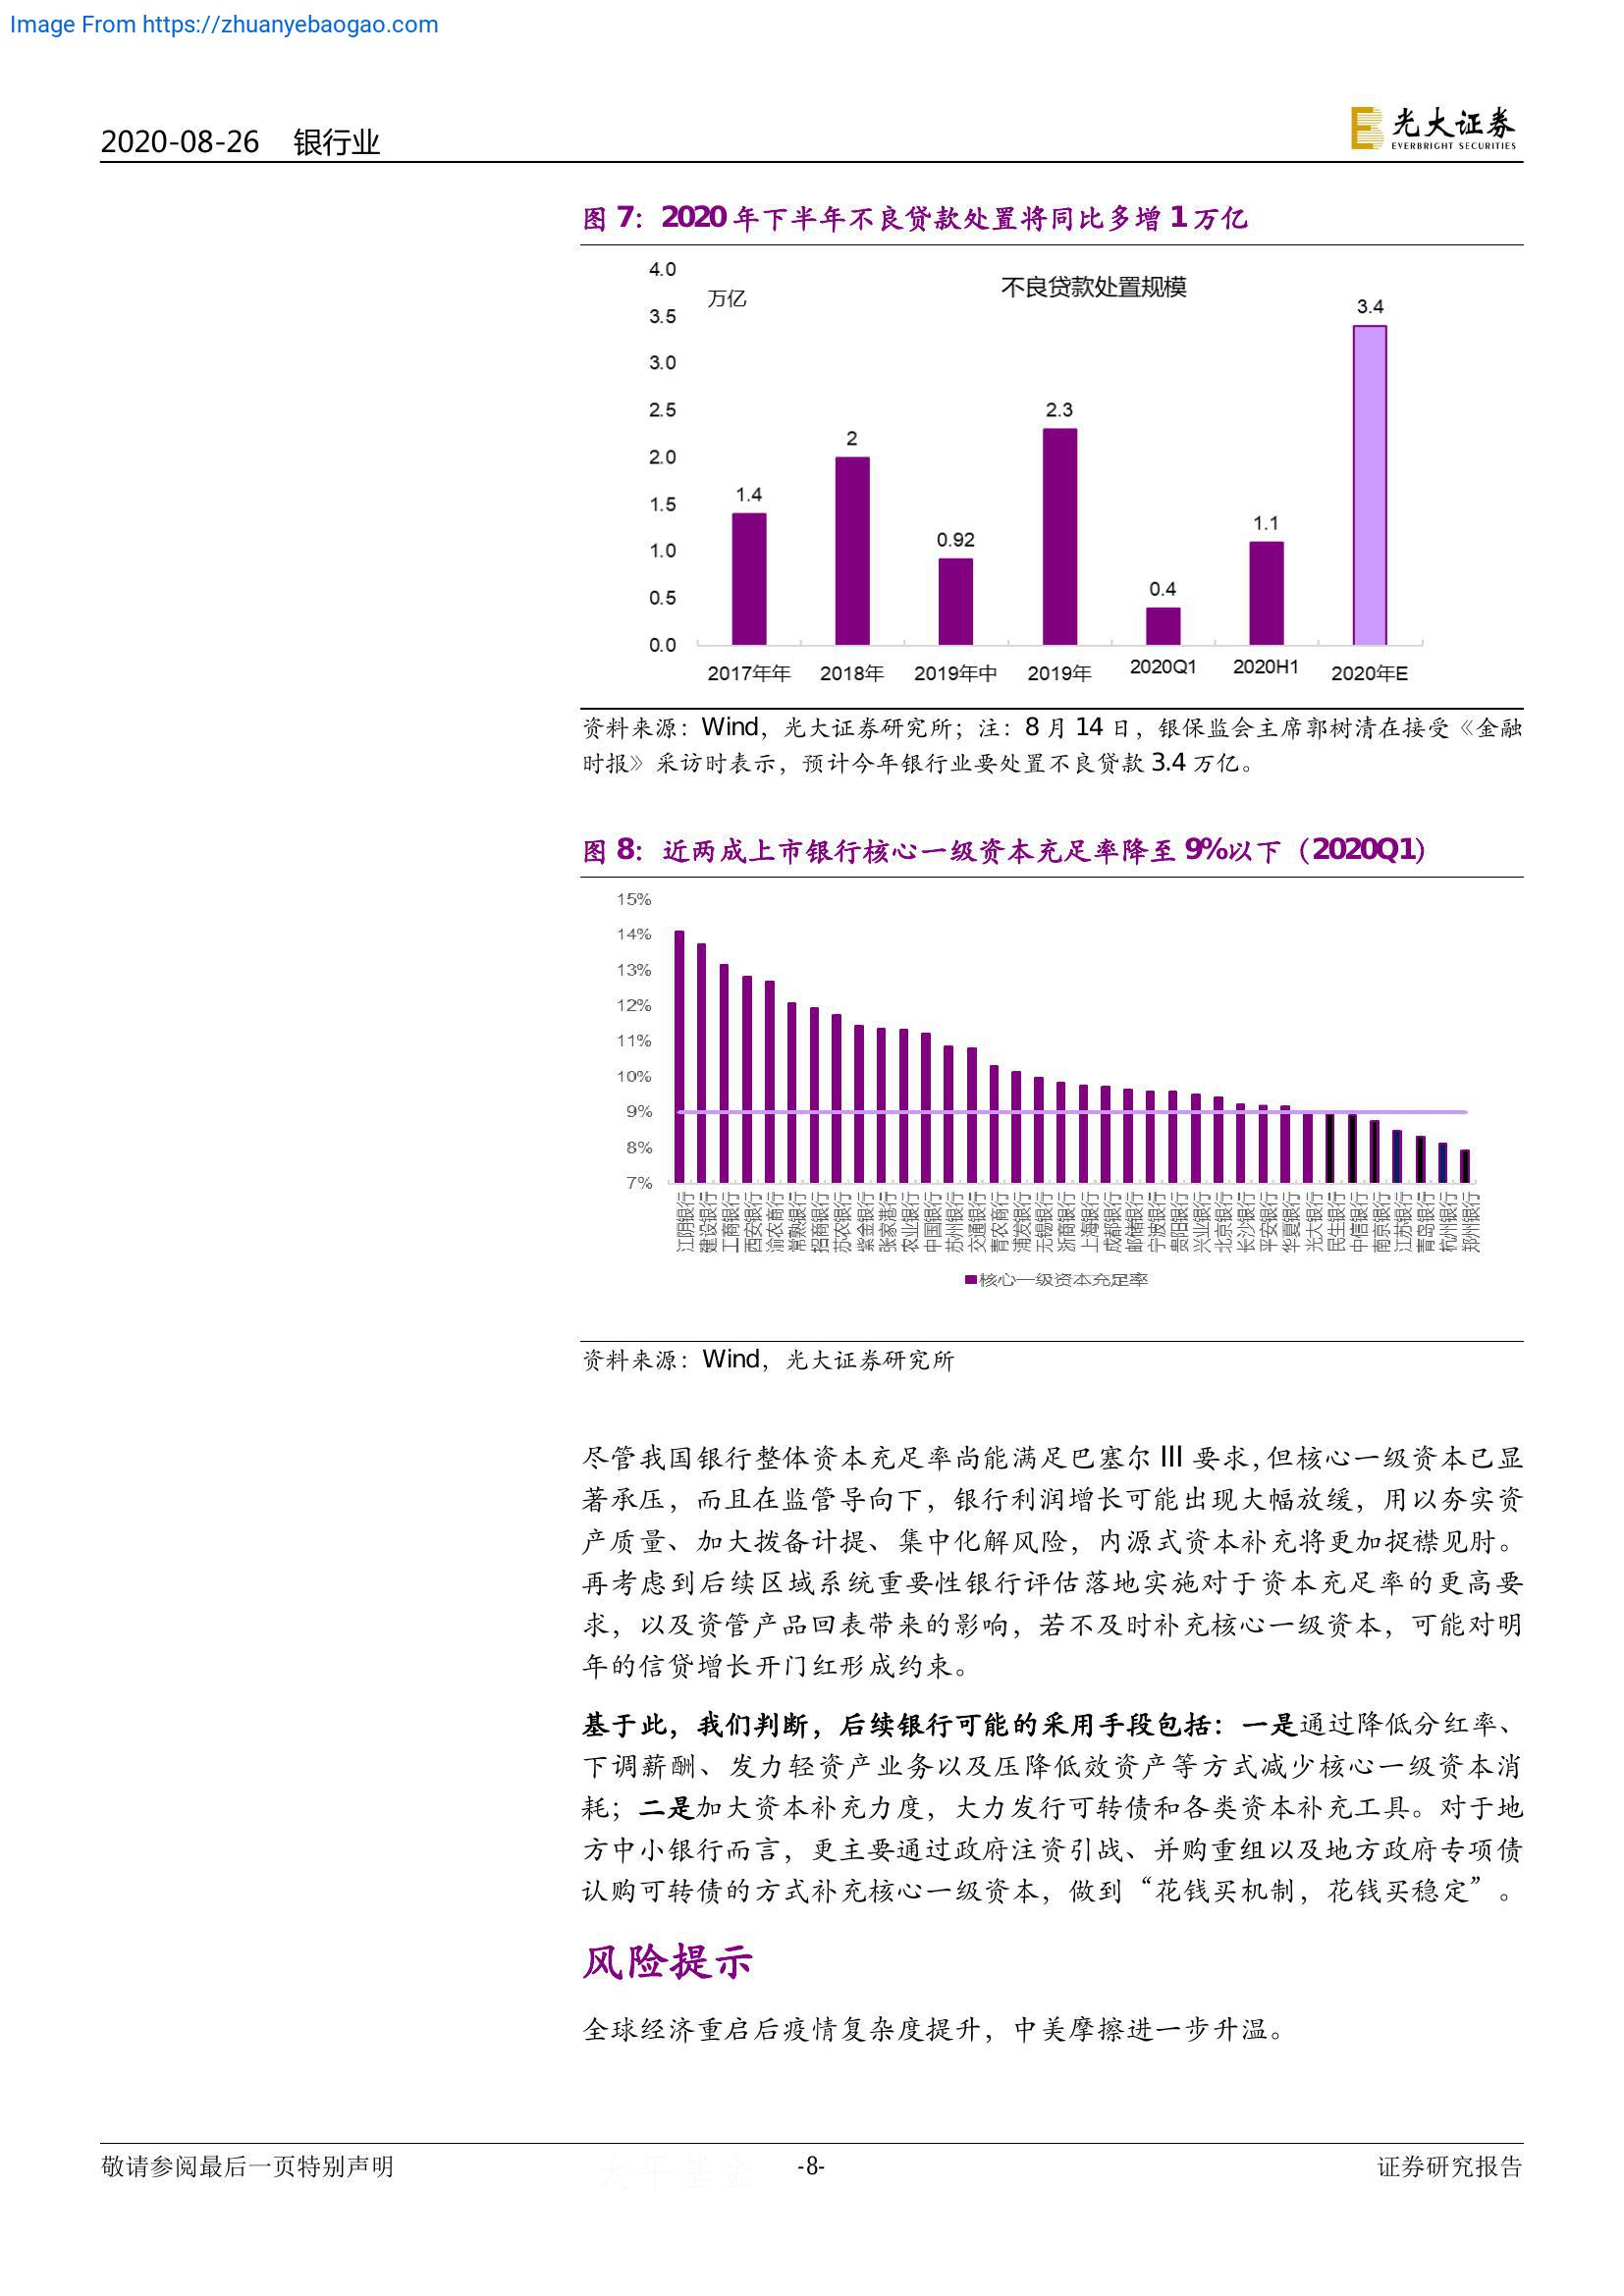 Image From https://zhuanyebaogao.com
2020-08-26 银行业
光大证券
EVERBRIGHT SECURITIES
图 7：2020 年下半年不良贷款处置将同比多增 1 万亿
不良贷款处置规模
万亿
4.0
3.5
3.0
2.5
2.0
1.5
1.0
0.5
0.0
1.4
2
0.92
2.3
0.4
1.1
3.4
2017年年
2018年
2019年中
2019年
2020Q1
2020H1
2020年E
资料来源：Wind，光大证券研究所；注：8 月 14 日，银保监会主席郭树清在接受《金融
时报》采访时表示，预计今年银行业要处置不良贷款 3.4 万亿。
图 8：近两成上市银行核心一级资本充足率降至 9%以下（2020Q1）
15%
14%
13%
12%
11%
10%
9%
8%
7%
江阴银行
建设银行
工商银行
西安银行
渝农商行
常熟银行
招商银行
苏农银行
紫金银行
张家港行
农业银行
中国银行
苏州银行
交通银行
青农商行
浦发银行
无锡银行
浙商银行
上海银行
成都银行
邮储银行
宁波银行
贵阳银行
兴业银行
北京银行
长沙银行
平安银行
华夏银行
光大银行
民生银行
中信银行
南京银行
江苏银行
青岛银行
杭州银行
郑州银行
核心一级资本充足率
资料来源：Wind，光大证券研究所
尽管我国银行整体资本充足率尚能满足巴塞尔 III 要求，但核心一级资本已显
著承压，而且在监管导向下，银行利润增长可能出现大幅放缓，用以夯实资
产质量、加大拨备计提、集中化解风险，内源式资本补充将更加捉襟见肘。
再考虑到后续区域系统重要性银行评估落地实施对于资本充足率的更高要
求，以及资管产品回表带来的影响，若不及时补充核心一级资本，可能对明
年的信贷增长开门红形成约束。
基于此，我们判断，后续银行可能的采用手段包括：一是通过降低分红率、
下调薪酬、发力轻资产业务以及压降低效资产等方式减少核心一级资本消
耗；二是加大资本补充力度，大力发行可转债和各类资本补充工具。对于地
方中小银行而言，更主要通过政府注资引战、并购重组以及地方政府专项债
认购可转债的方式补充核心一级资本，做到“花钱买机制，花钱买稳定”。
风险提示
全球经济重启后疫情复杂度提升，中美摩擦进一步升温。
敬请参阅最后一页特别声明
-8-
证券研究报告